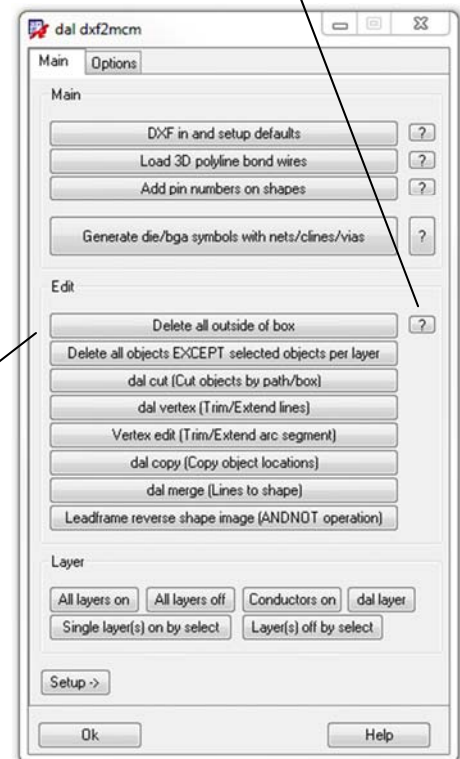 dal dxf2mcm
Main Options
Main
DXF in and setup defaults ?
Load 3D polyline bond wires ?
Add pin numbers on shapes ?
Generate die/bga symbols with nets/clines/vias ?
Edit
Delete all outside of box ?
Delete all objects EXCEPT selected objects per layer
dal cut (Cut objects by path/box)
dal vertex (Trim/Extend lines)
Vertex edit (Trim/Extend arc segment)
dal copy (Copy object locations)
dal merge (Lines to shape)
Leadframe reverse shape image (ANDNOT operation)
Layer
All layers on All layers off Conductors on dal layer
Single layer(s) on by select Layer(s) off by select
Setup ->
Ok Help